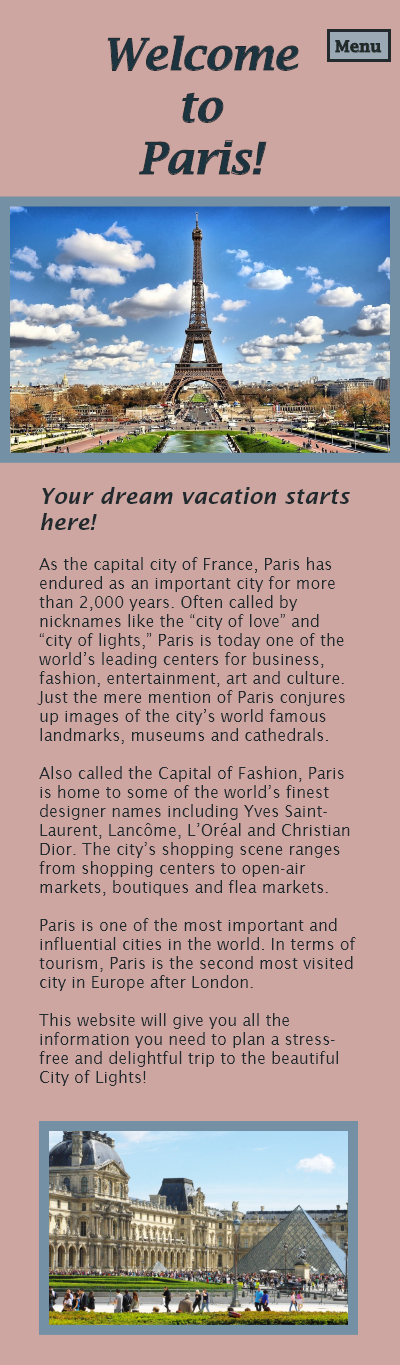 Welcome
Menu
to
Paris!
Your dream vacation starts
here!
As the capital city of France, Paris has
endured as an important city for more
than 2,000 years. Often called by
nicknames like the “city of love” and
“city of lights,” Paris is today one of the
world’s leading centers for business,
fashion, entertainment, art and culture.
Just the mere mention of Paris conjures
up images of the city’s world famous
landmarks, museums and cathedrals.
Also called the Capital of Fashion, Paris
is home to some of the world’s finest
designer names including Yves Saint-
Laurent, Lancôme, L’Oréal and Christian
Dior. The city’s shopping scene ranges
from shopping centers to open-air
markets, boutiques and flea markets.
Paris is one of the most important and
influential cities in the world. In terms of
tourism, Paris is the second most visited
city in Europe after London.
This website will give you all the
information you need to plan a stress-
free and delightful trip to the beautiful
City of Lights!